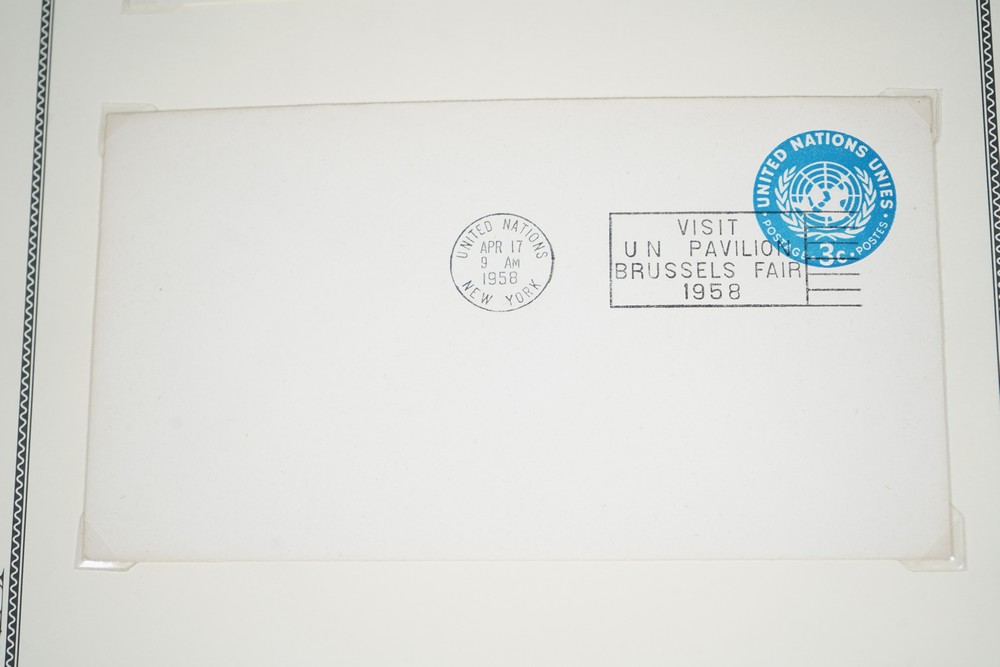 UNITED NATIONS UNIES
POSTAGE 3c. POSTES
UNITED NATIONS
APR 17
9 AM
1958
NEW YORK
VISIT
UN PAVILION
BRUSSELS FAIR
1958